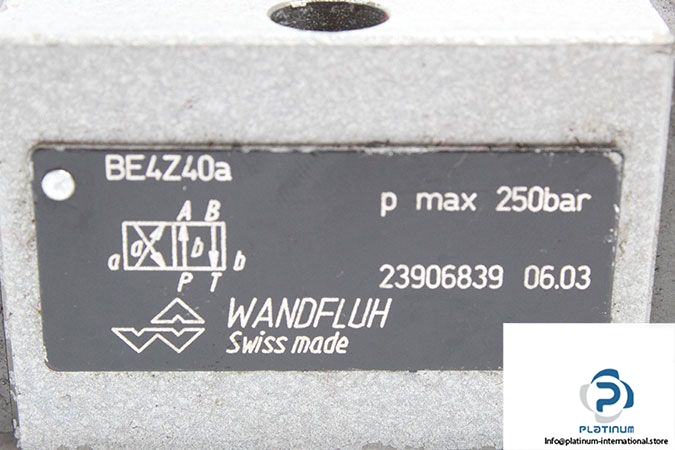 BE4Z40a
p max 250bar
A B
a a b b
P T
23906839 06.03
WANDFLUH
Swiss made
PLATINUM
Info@platinum-international.store